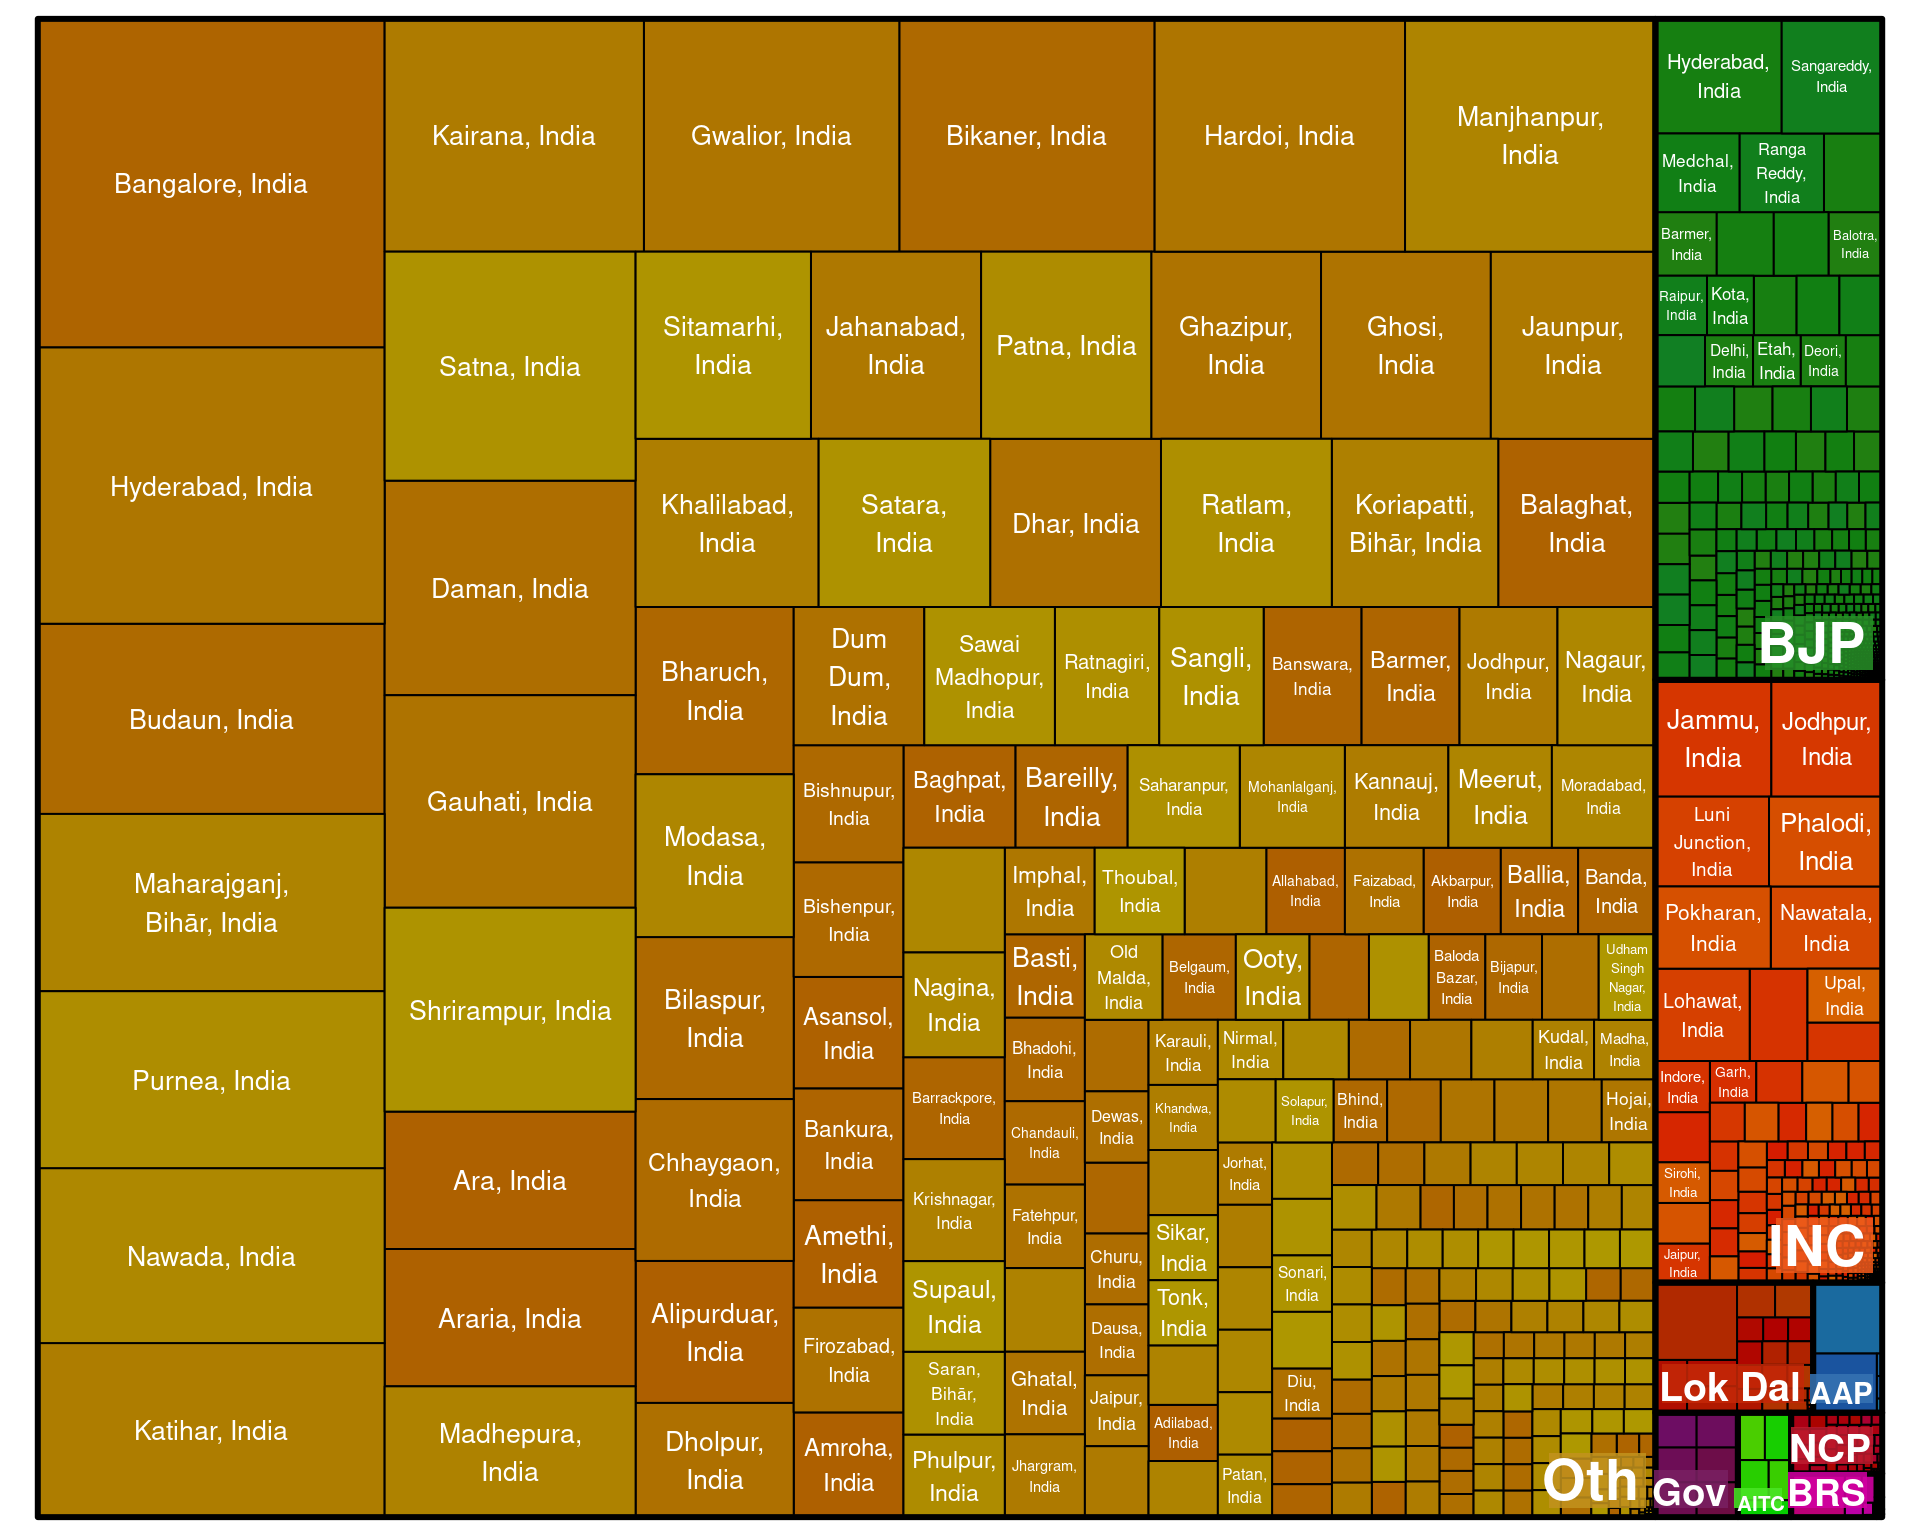 Bangalore, India
Hyderabad, India
Budaun, India
Maharajganj,
Bihār, India
Purnea, India
Nawada, India
Katihar, India
Kairana, India
Gwalior, India
Bikaner, India
Hardoi, India
Manjhanpur,
India
Satna, India
Daman, India
Gauhati, India
Shrirampur, India
Ara, India
Araria, India
Madhepura,
India
Sitamarhi,
India
Jahanabad,
India
Patna, India
Ghazipur,
India
Ghosi,
India
Jaunpur,
India
Khalilabad,
India
Satara,
India
Dhar, India
Ratlam,
India
Koriapatti,
Bihār, India
Balaghat,
India
Bharuch,
India
Modasa,
India
Bilaspur,
India
Chhaygaon,
India
Alipurduar,
India
Dholpur,
India
Dum
Dum,
India
Sawai
Madhopur,
India
Ratnagiri,
India
Sangli,
India
Banswara,
India
Barmer,
India
Jodhpur,
India
Nagaur,
India
Bishnupur,
India
Bishenpur,
India
Asansol,
India
Bankura,
India
Amethi,
India
Firozabad,
India
Amroha,
India
Baghpat,
India
Bareilly,
India
Saharanpur,
India
Mohanlalganj,
India
Kannauj,
India
Meerut,
India
Moradabad,
India
Nagina,
India
Barrackpore,
India
Krishnagar,
India
Supaul,
India
Saran,
Bihār,
India
Phulpur,
India
Imphal,
India
Thoubal,
India
Allahabad,
India
Faizabad,
India
Akbarpur,
India
Ballia,
India
Banda,
India
Basti,
India
Bhadohi,
India
Chandauli,
India
Fatehpur,
India
Ghatal,
India
Jhargram,
India
Old
Malda,
India
Belgaum,
India
Ooty,
India
Baloda
Bazar,
India
Bijapur,
India
Udham
Singh
Nagar,
India
Dewas,
India
Churu,
India
Dausa,
India
Jaipur,
India
Karauli,
India
Khandwa,
India
Sikar,
India
Tonk,
India
Adilabad,
India
Nirmal,
India
Kudal,
India
Madha,
India
Solapur,
India
Bhind,
India
Hojai,
India
Jorhat,
India
Patan,
India
Sonari,
India
Diu,
India
Oth
Hyderabad,
India
Sangareddy,
India
Medchal,
India
Ranga
Reddy,
India
Barmer,
India
Balotra,
India
Raipur,
India
Kota,
India
Delhi,
India
Etah,
India
Deori,
India
BJP
Jammu,
India
Jodhpur,
India
Luni
Junction,
India
Phalodi,
India
Pokharan,
India
Nawatala,
India
Lohawat,
India
Upal,
India
Indore,
India
Garh,
India
Sirohi,
India
Jaipur,
India
INC
Lok Dal
AAP
Gov
AITC
NCP
BRS